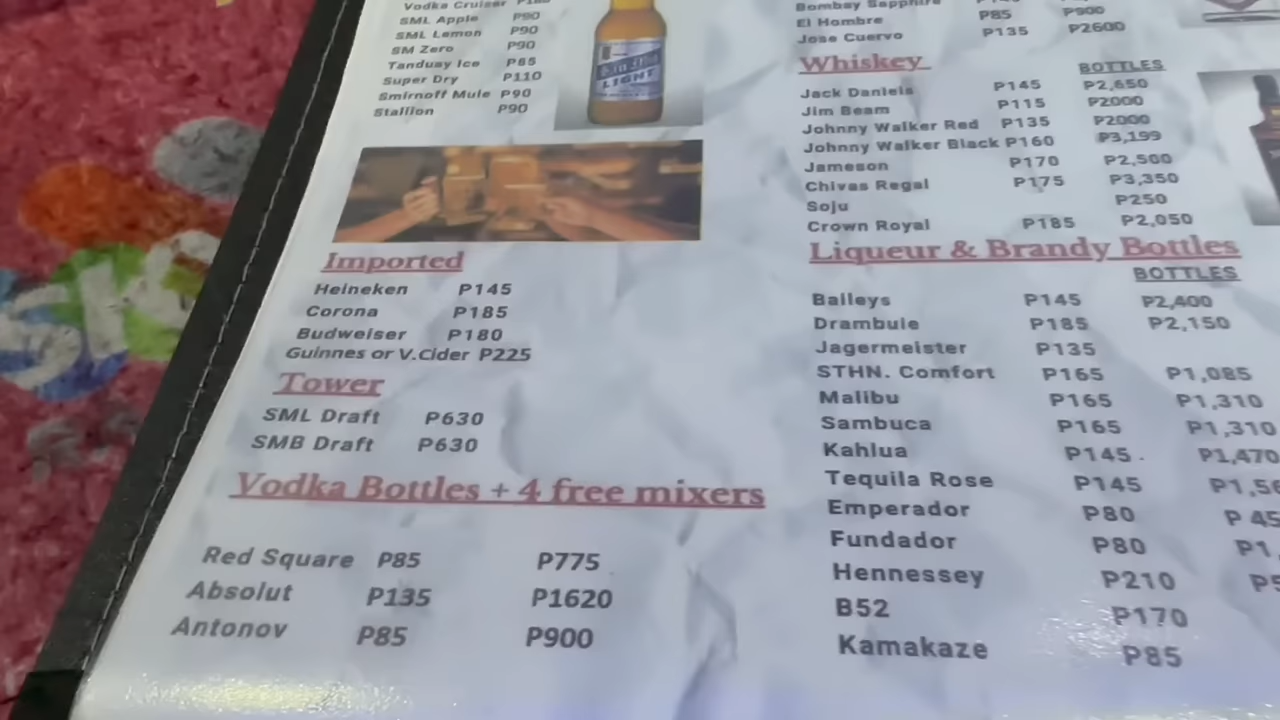 Vodka Cruiser
SML Apple P90
SML Lemon P90
SM Zero P90
Tanduay Ice P85
Super Dry P110
Smirnoff Mule P90
Stallion P90
LIGHT
Imported
Heineken P145
Corona P185
Budweiser P180
Guinnes or V.Cider P225
Tower
SML Draft P630
SMB Draft P630
Vodka Bottles + 4 free mixers
Red Square P85 P775
Absolut P135 P1620
Antonov P85 P900
Bombay Sapphire
El Hombre P85 P900
Jose Cuervo P135 P2600
Whiskey BOTTLES
Jack Daniels P145 P2,650
Jim Beam P115 P2000
Johnny Walker Red P135 P2000
Johnny Walker Black P160 P3,199
Jameson P170 P2,500
Chivas Regal P175 P3,350
Soju P250
Crown Royal P185 P2,050
Liqueur & Brandy Bottles
BOTTLES
Baileys P145 P2,400
Drambuie P185 P2,150
Jagermeister P135
STHN. Comfort P165 P1,085
Malibu P165 P1,310
Sambuca P165 P1,310
Kahlua P145 . P1,470
Tequila Rose P145
Emperador P80
Fundador P80
Hennessey P210
B52 P170
Kamakaze P85